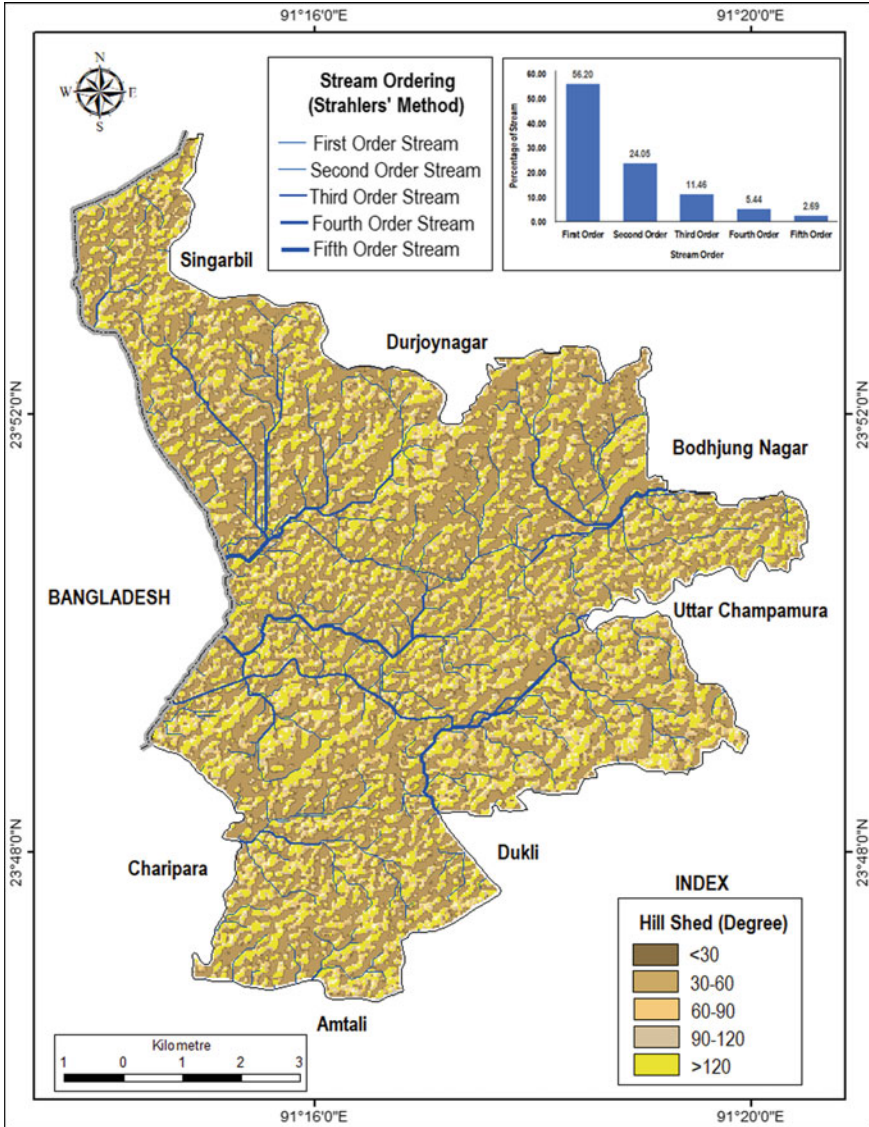 91°16'0"E 91°20'0"E
N
W E
S
Stream Ordering
(Strahlers' Method)
First Order Stream
Second Order Stream
Third Order Stream
Fourth Order Stream
Fifth Order Stream
Percentage of Stream
60.00
50.00
40.00
30.00
20.00
10.00
0.00
56.20
24.05
11.46
5.44
2.69
First Order Second Order Third Order Fourth Order Fifth Order
Stream Order
Singarbil
Durjoynagar
23°52'0"N 23°52'0"N
Bodhjung Nagar
BANGLADESH
Uttar Champamura
23°48'0"N 23°48'0"N
Charipara
Dukli
Amtali
INDEX
Hill Shed (Degree)
<30
30-60
60-90
90-120
>120
Kilometre
1 0 1 2 3
91°16'0"E 91°20'0"E